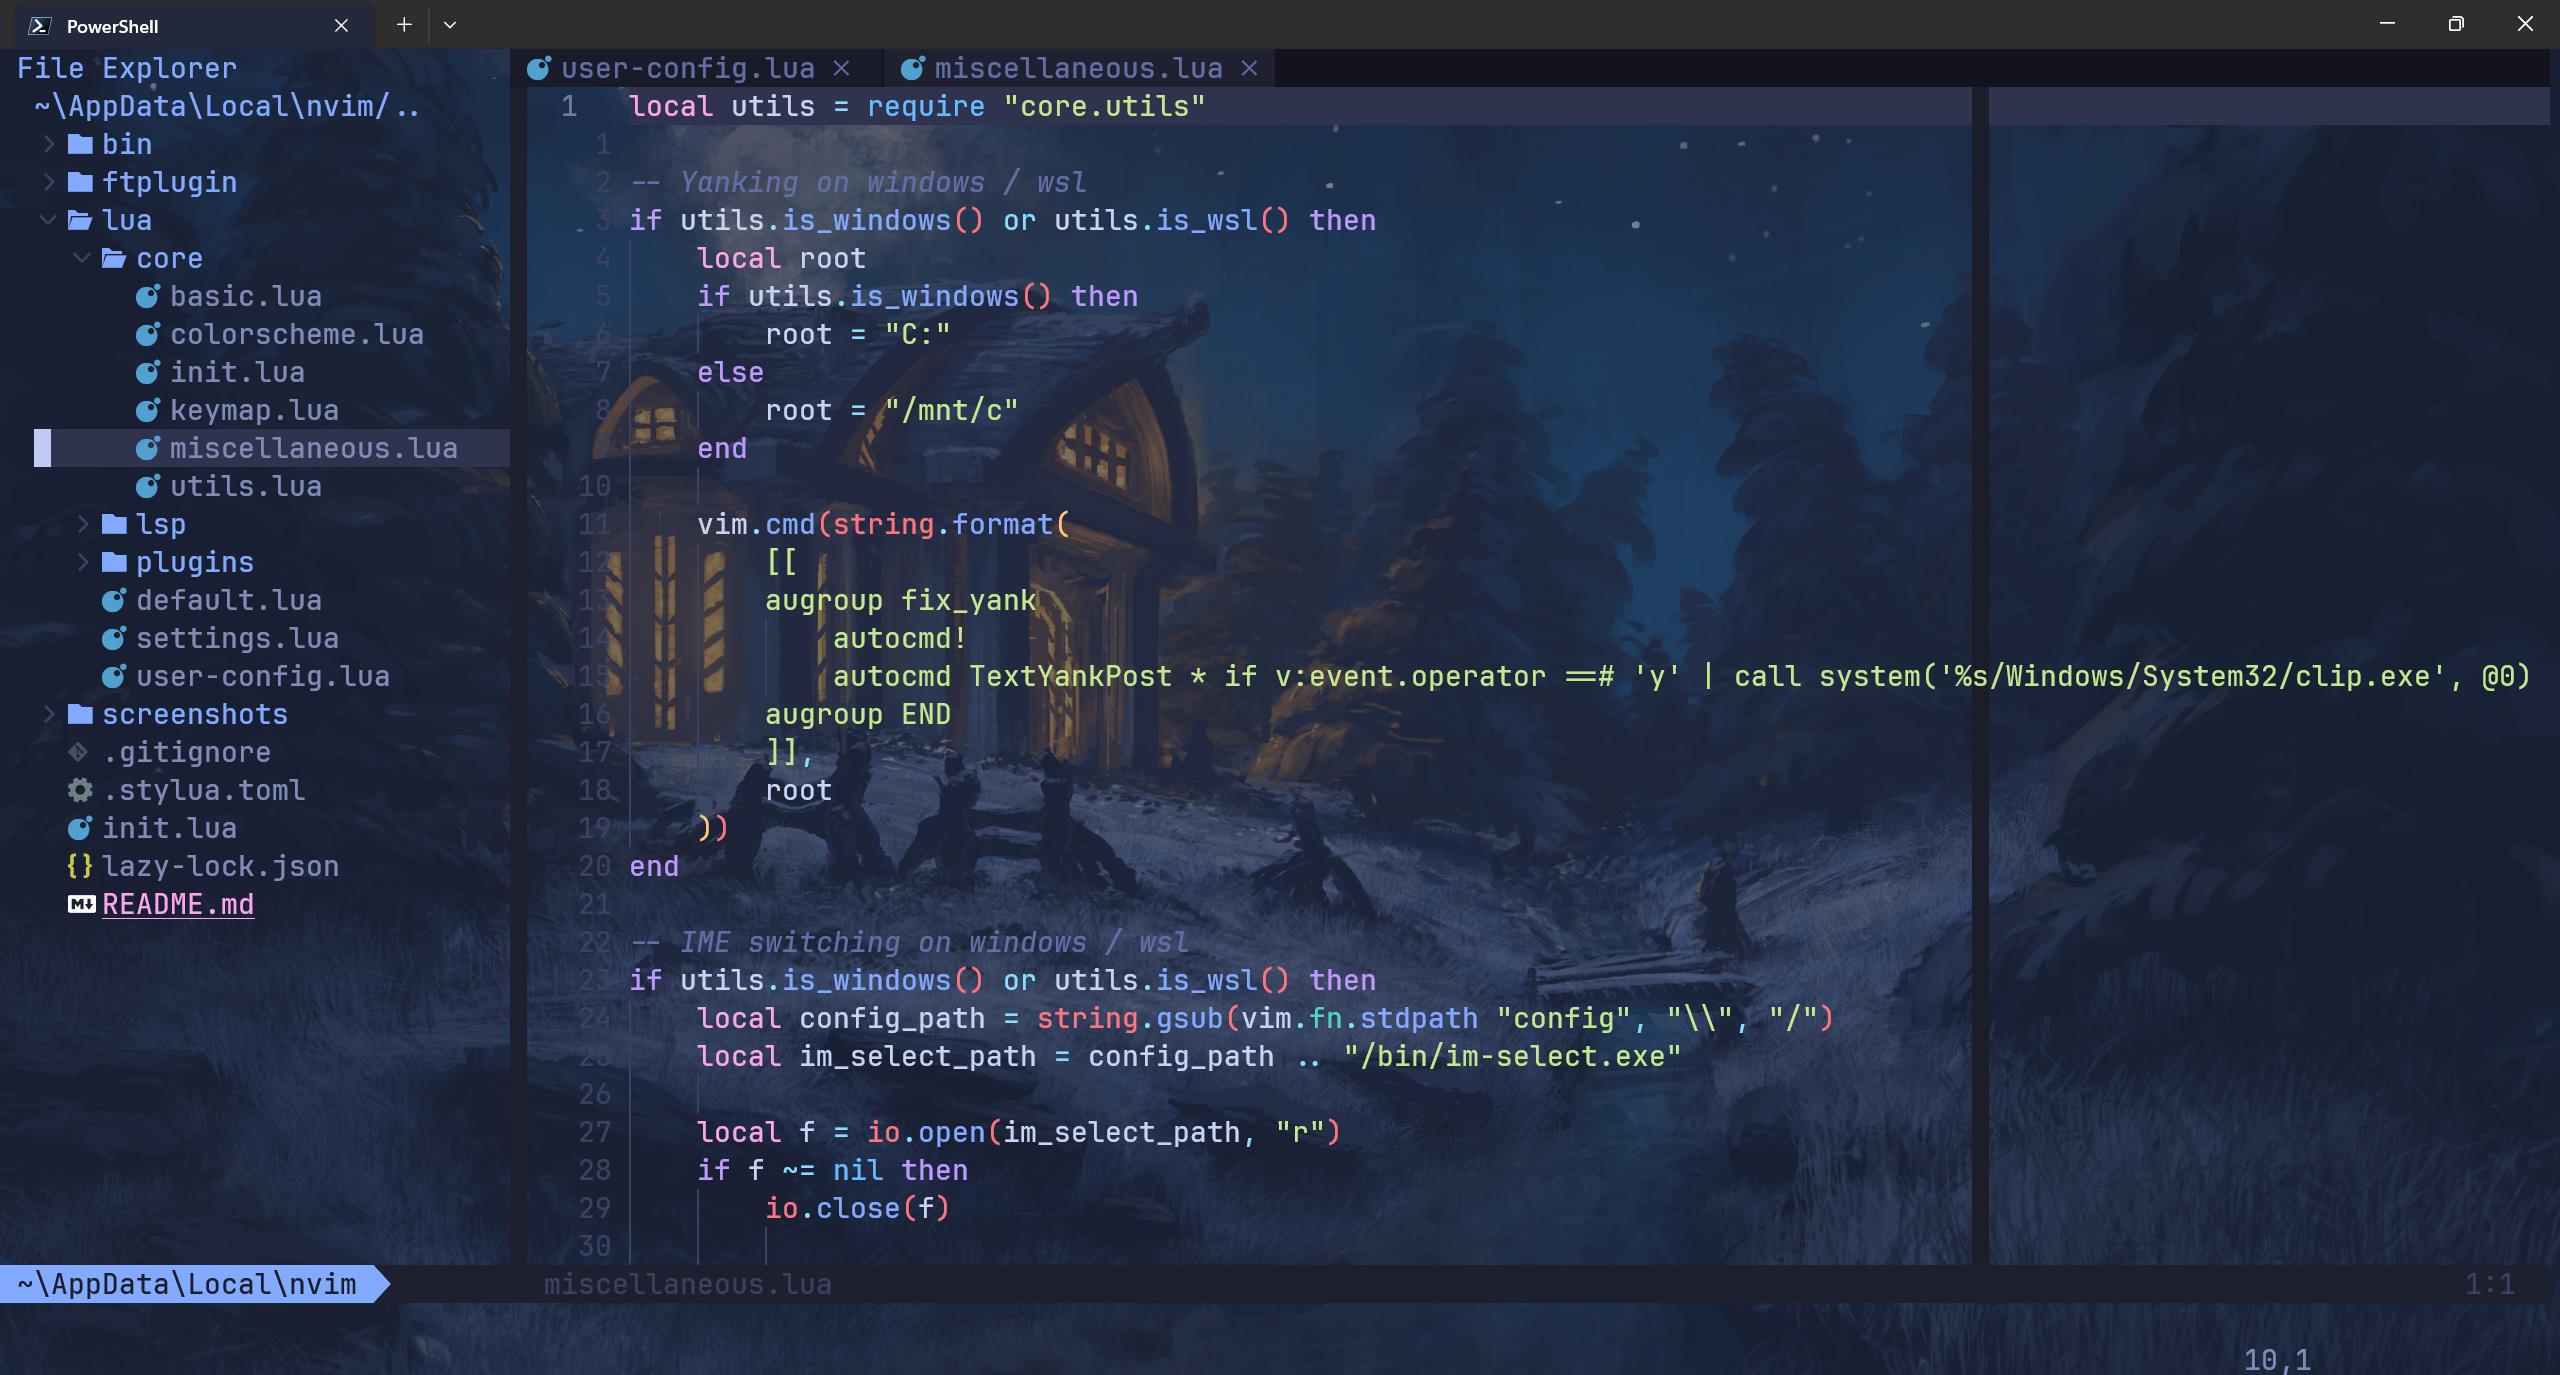 PowerShell
File Explorer
~\AppData\Local\nvim/..
bin
ftplugin
lua
core
basic.lua
colorscheme.lua
init.lua
keymap.lua
miscellaneous.lua
utils.lua
lsp
plugins
default.lua
settings.lua
user-config.lua
screenshots
.gitignore
.stylua.toml
init.lua
{} lazy-lock.json
M↓ README.md
~\AppData\Local\nvim
user-config.lua
miscellaneous.lua
1 local utils = require "core.utils"
1
2 -- Yanking on windows / wsl
3 if utils.is_windows() or utils.is_wsl() then
4 local root
5 if utils.is_windows() then
6 root = "C:"
7 else
8 root = "/mnt/c"
9 end
10
11 vim.cmd(string.format(
12 [[
13 augroup fix_yank
14 autocmd!
15 autocmd TextYankPost * if v:event.operator ==# 'y' | call system('%s/Windows/System32/clip.exe', @0)
16 augroup END
17 ]],
18 root
19 ))
20 end
21
22 -- IME switching on windows / wsl
23 if utils.is_windows() or utils.is_wsl() then
24 local config_path = string.gsub(vim.fn.stdpath "config", "\\", "/")
25 local im_select_path = config_path .. "/bin/im-select.exe"
26
27 local f = io.open(im_select_path, "r")
28 if f ~= nil then
29 io.close(f)
30
miscellaneous.lua
1:1
10,1